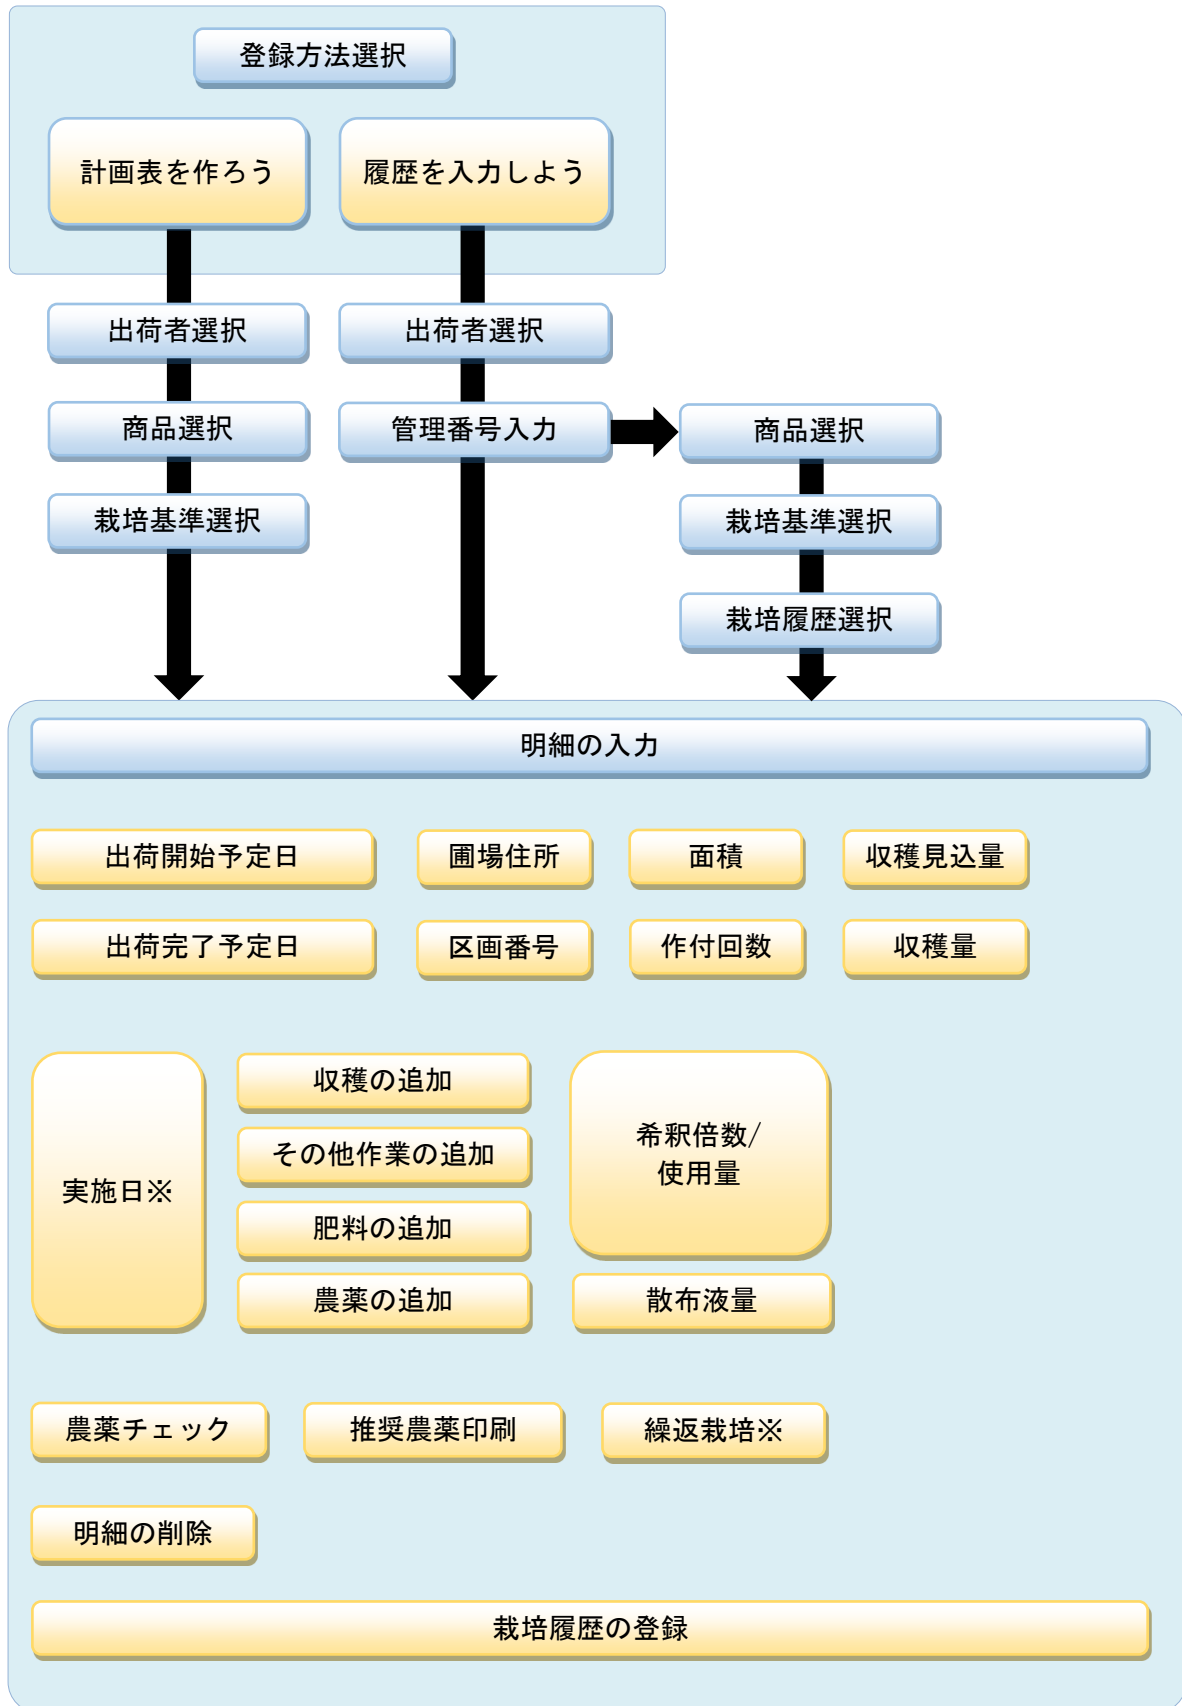 登録方法選択
計画表を作ろう
履歴を入力しよう
出荷者選択
出荷者選択
商品選択
管理番号入力
商品選択
栽培基準選択
栽培基準選択
栽培履歴選択
明細の入力
出荷開始予定日
圃場住所
面積
収穫見込量
出荷完了予定日
区画番号
作付回数
収穫量
実施日※
収穫の追加
その他作業の追加
肥料の追加
農薬の追加
希釈倍数/
使用量
散布液量
農薬チェック
推奨農薬印刷
繰返栽培※
明細の削除
栽培履歴の登録